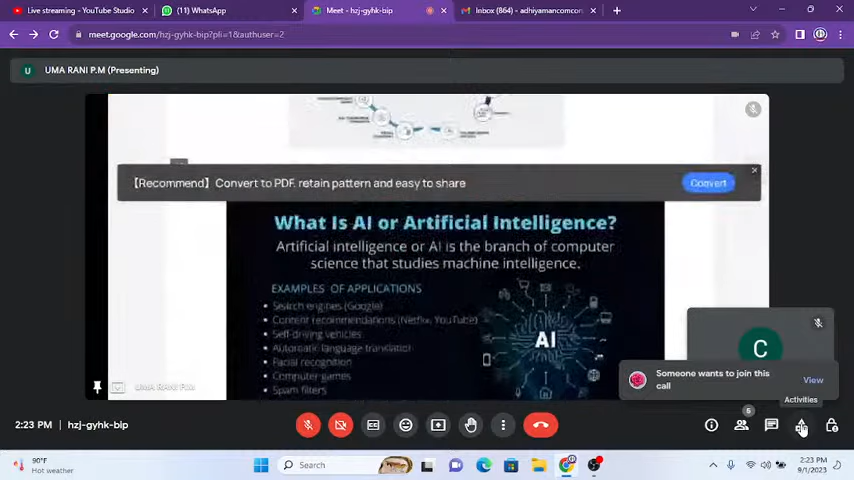 Live streaming - YouTube Studio
(11) WhatsApp
Meet - hzj-gyhk-bip
Inbox (864) - adhiyamancomcon
meet.google.com/hzj-gyhk-bip?pli=1&authuser=2
U
UMA RANI P.M (Presenting)
【Recommend】Convert to PDF, retain pattern and easy to share
Convert
What Is AI or Artificial Intelligence?
Artificial intelligence or AI is the branch of computer
science that studies machine intelligence.
EXAMPLES OF APPLICATIONS
• Search engines (Google)
• Content recommendations (Netflix, YouTube)
• Self-driving vehicles
• Automatic language translation
• Facial recognition
• Computer games
• Spam filters
AI
C
Someone wants to join this
call
View
Activities
UMA RANI P.M
2:23 PM | hzj-gyhk-bip
6
90°F
Hot weather
Search
2:23 PM
9/1/2023